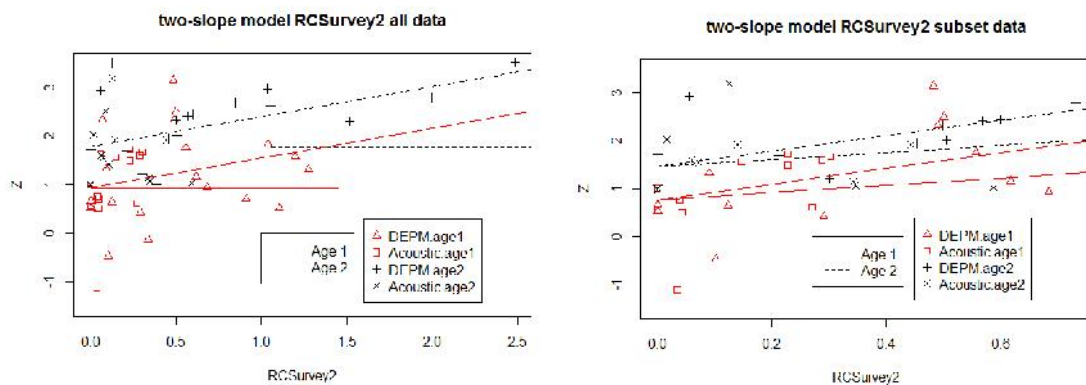 two-slope model RCSurvey2 all data
Z
3
2
1
0
-1
0.0 0.5 1.0 1.5 2.0 2.5
RCSurvey2
Age 1
Age 2
DEPM.age1
Acoustic.age1
DEPM.age2
Acoustic.age2
two-slope model RCSurvey2 subset data
Z
3
2
1
0
-1
0.0 0.2 0.4 0.6
RCSurvey2
Age 1
Age 2
DEPM.age1
Acoustic.age1
DEPM.age2
Acoustic.age2